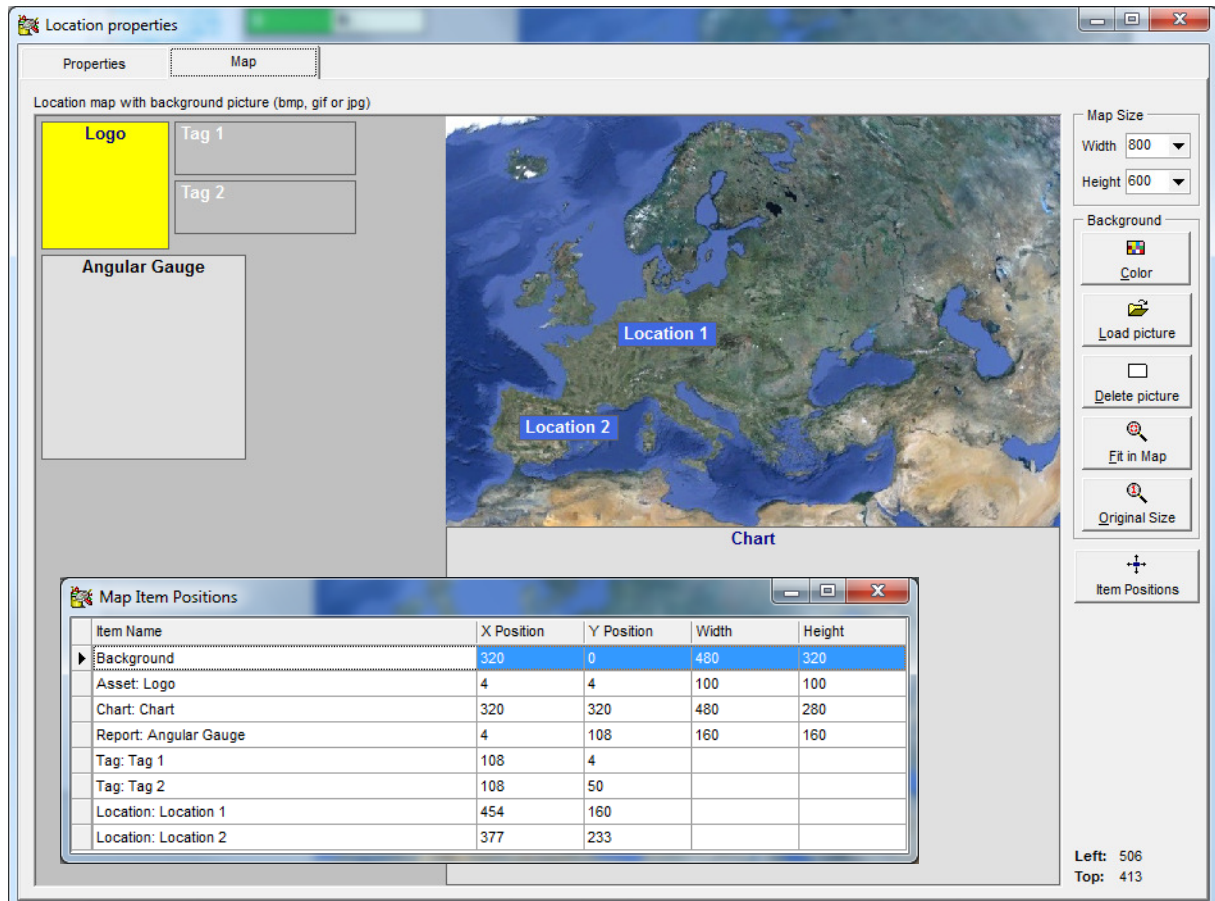 Location properties
Properties Map
Location map with background picture (bmp, gif or jpg)
Logo
Tag 1
Tag 2
Angular Gauge
Location 1
Location 2
Chart
Map Size
Width 800
Height 600
Background
Color
Load picture
Delete picture
Fit in Map
Original Size
Item Positions
Map Item Positions
Item Name X Position Y Position Width Height
Background 320 0 480 320
Asset: Logo 4 4 100 100
Chart: Chart 320 320 480 280
Report: Angular Gauge 4 108 160 160
Tag: Tag 1 108 4
Tag: Tag 2 108 50
Location: Location 1 454 160
Location: Location 2 377 233
Left: 506
Top: 413